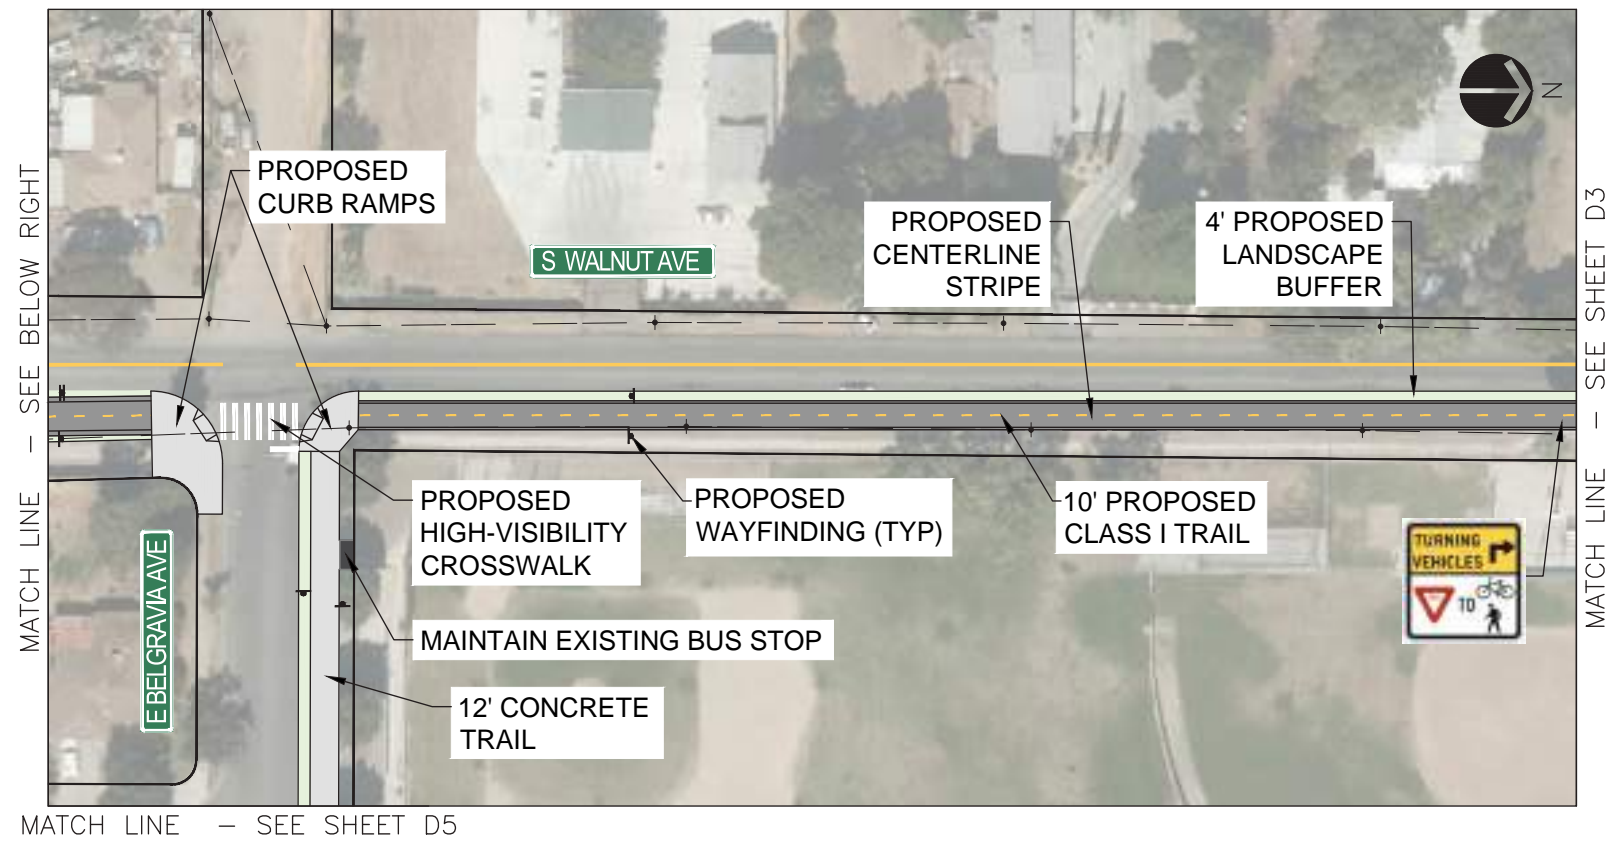 PROPOSED
CURB RAMPS
S WALNUT AVE
PROPOSED
CENTERLINE
STRIPE
4' PROPOSED
LANDSCAPE
BUFFER
N
MATCH LINE - SEE BELOW RIGHT
MATCH LINE - SEE SHEET D3
PROPOSED
HIGH-VISIBILITY
CROSSWALK
PROPOSED
WAYFINDING (TYP)
10' PROPOSED
CLASS I TRAIL
TURNING
VEHICLES
TO
E BELGRAVIA AVE
MAINTAIN EXISTING BUS STOP
12' CONCRETE
TRAIL
MATCH LINE - SEE SHEET D5